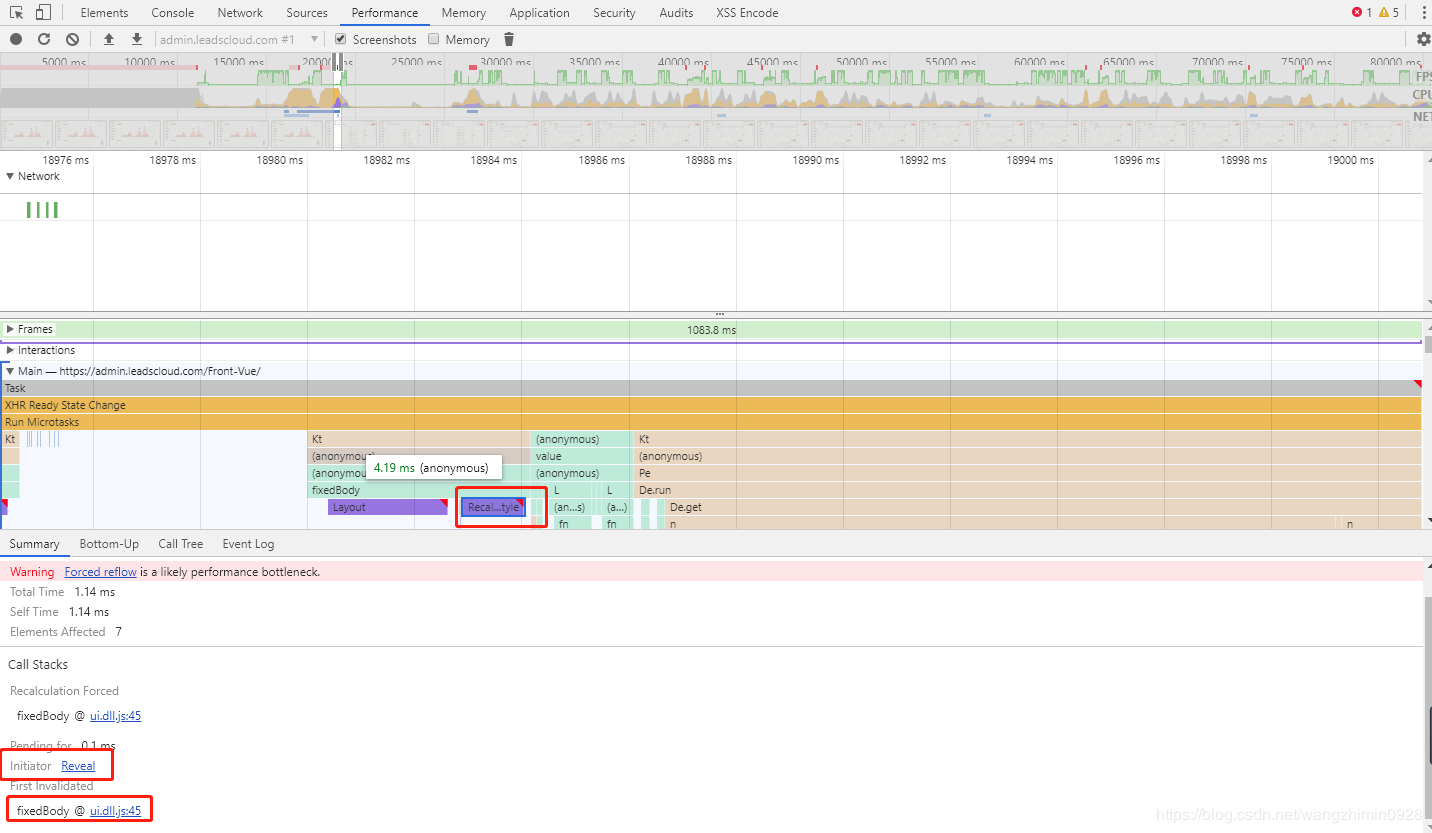 Elements Console Network Sources Performance Memory Application Security Audits XSS Encode 1 5
admin.leadscloud.com #1 Screenshots Memory
5000 ms 10000 ms 15000 ms 20000 ms 25000 ms 30000 ms 35000 ms 40000 ms 45000 ms 50000 ms 55000 ms 60000 ms 65000 ms 70000 ms 75000 ms 80000 ms
FPS
CPU
NET
18976 ms 18978 ms 18980 ms 18982 ms 18984 ms 18986 ms 18988 ms 18990 ms 18992 ms 18994 ms 18996 ms 18998 ms 19000 ms
Network
Frames 1083.8 ms
Interactions
Main — https://admin.leadscloud.com/Front-Vue/
Task
XHR Ready State Change
Run Microtasks
Kt Kt (anonymous) Kt
(anonymous) value (anonymous)
4.19 ms (anonymous)
(anonymou (anonymous) Pe
fixedBody L L De.run
Layout Recal...tyle (an...s) (a...) De.get
fn fn n n
Summary Bottom-Up Call Tree Event Log
Warning Forced reflow is a likely performance bottleneck.
Total Time 1.14 ms
Self Time 1.14 ms
Elements Affected 7
Call Stacks
Recalculation Forced
fixedBody @ ui.dll.js:45
Pending for 0.1 ms
Initiator Reveal
First Invalidated
fixedBody @ ui.dll.js:45
https://blog.csdn.net/wangzhimin0928